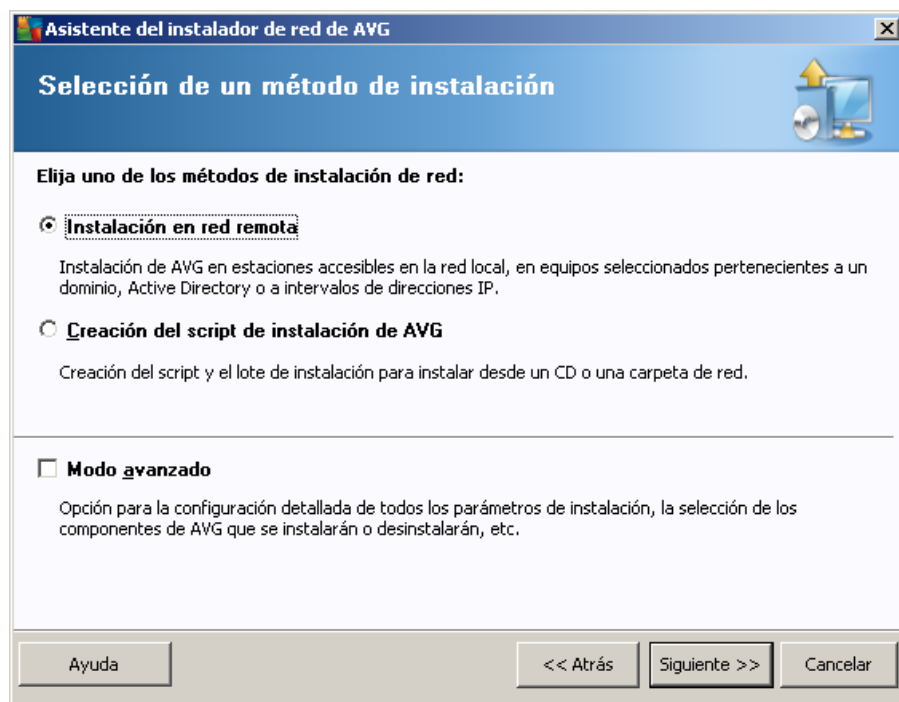 Asistente del instalador de red de AVG
Selección de un método de instalación
Elija uno de los métodos de instalación de red:
Instalación en red remota
Instalación de AVG en estaciones accesibles en la red local, en equipos seleccionados pertenecientes a un
dominio, Active Directory o a intervalos de direcciones IP.
Creación del script de instalación de AVG
Creación del script y el lote de instalación para instalar desde un CD o una carpeta de red.
Modo avanzado
Opción para la configuración detallada de todos los parámetros de instalación, la selección de los
componentes de AVG que se instalarán o desinstalarán, etc.
Ayuda
<< Atrás
Siguiente >>
Cancelar